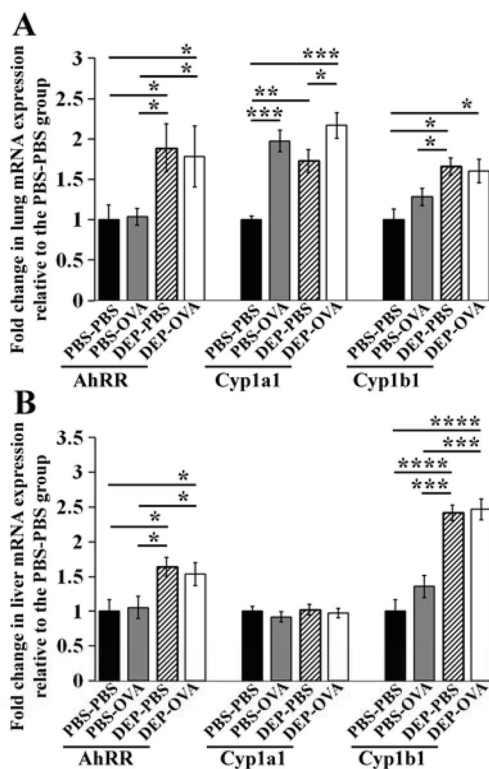 A
Fold change in lung mRNA expression
relative to the PBS-PBS group
3
2.5
2
1.5
1
0.5
0
* * * *
*** ** *** *
* * *
PBS-PBS PBS-OVA DEP-PBS DEP-OVA PBS-PBS PBS-OVA DEP-PBS DEP-OVA PBS-PBS PBS-OVA DEP-PBS DEP-OVA
AhRR Cyp1a1 Cyp1b1
B
Fold change in liver mRNA expression
relative to the PBS-PBS group
3.5
3
2.5
2
1.5
1
0.5
0
* * * *
**** *** **** ***
PBS-PBS PBS-OVA DEP-PBS DEP-OVA PBS-PBS PBS-OVA DEP-PBS DEP-OVA PBS-PBS PBS-OVA DEP-PBS DEP-OVA
AhRR Cyp1a1 Cyp1b1